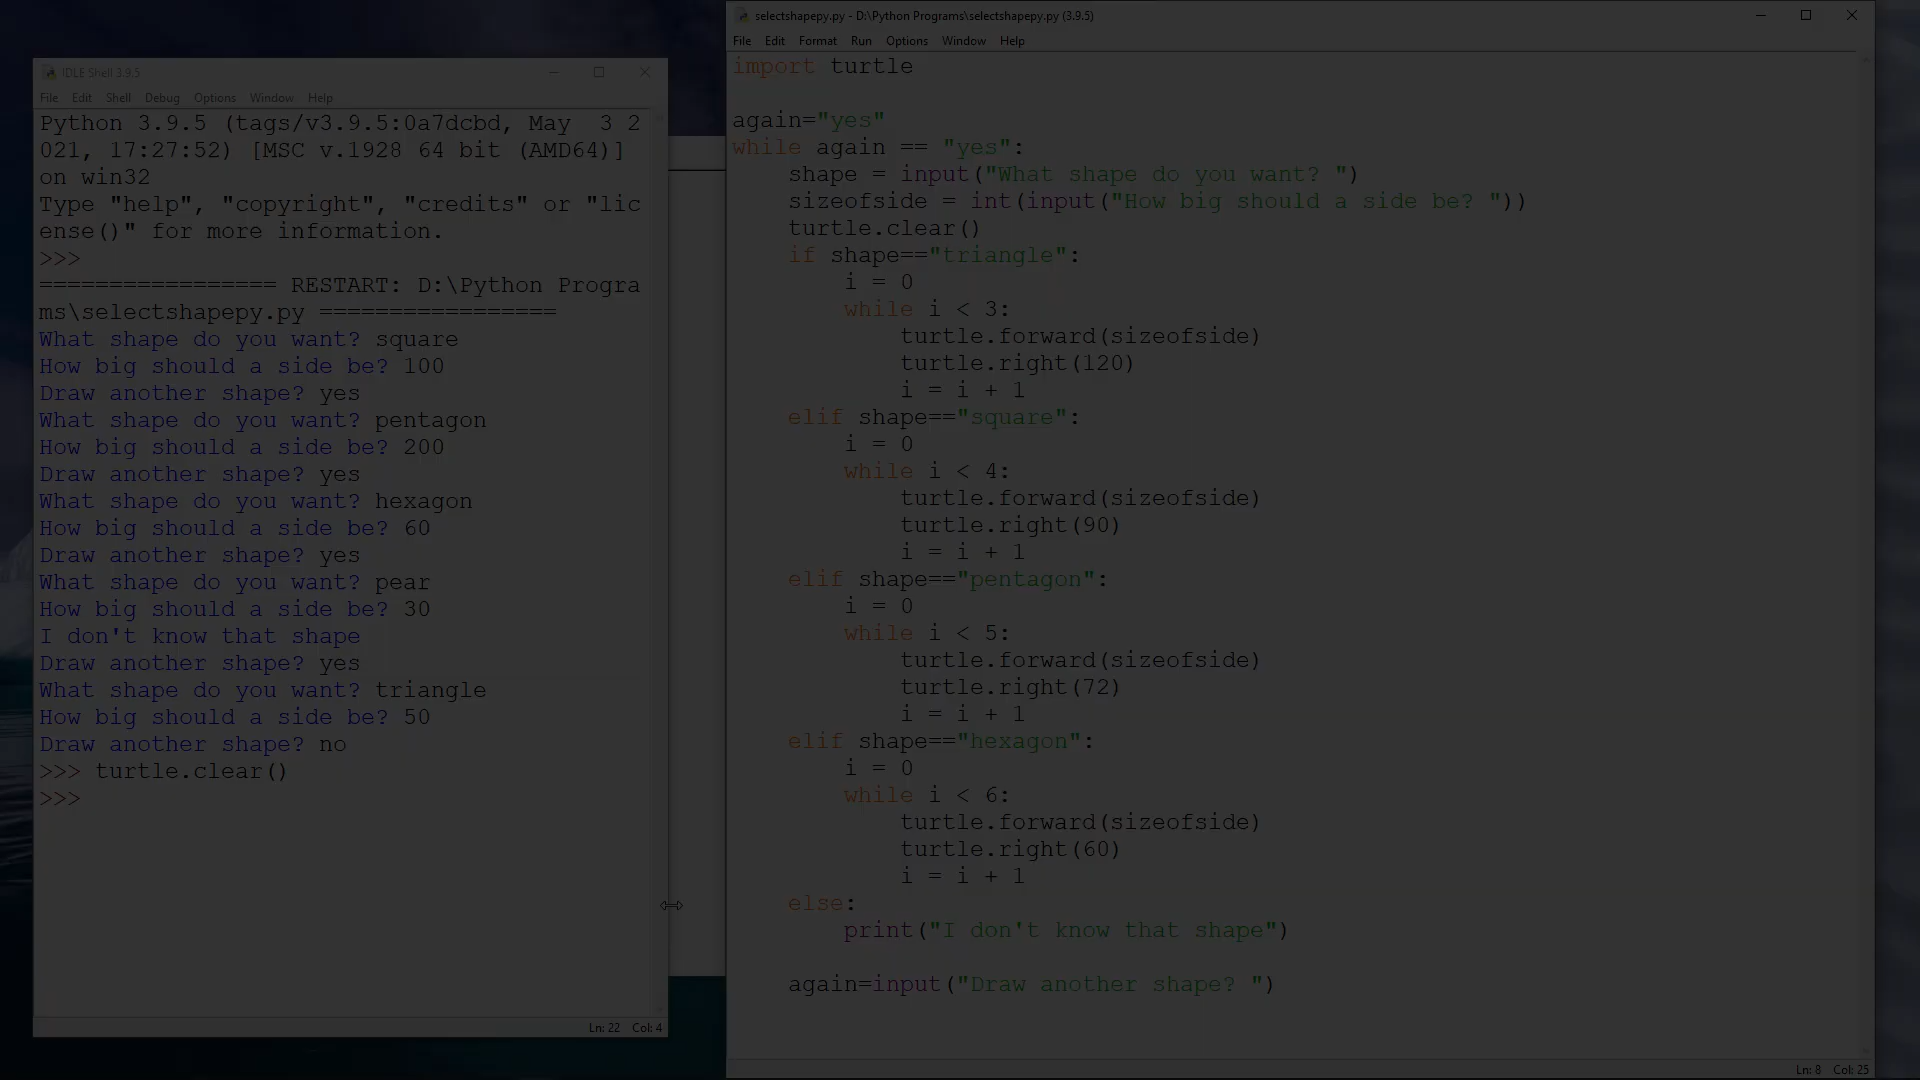 IDLE Shell 3.9.5
File Edit Shell Debug Options Window Help
Python 3.9.5 (tags/v3.9.5:0a7dcbd, May  3 2
021, 17:27:52) [MSC v.1928 64 bit (AMD64)]
on win32
Type "help", "copyright", "credits" or "lic
ense()" for more information.
>>>
================= RESTART: D:\Python Progra
ms\selectshapepy.py =================
What shape do you want? square
How big should a side be? 100
Draw another shape? yes
What shape do you want? pentagon
How big should a side be? 200
Draw another shape? yes
What shape do you want? hexagon
How big should a side be? 60
Draw another shape? yes
What shape do you want? pear
How big should a side be? 30
I don't know that shape
Draw another shape? yes
What shape do you want? triangle
How big should a side be? 50
Draw another shape? no
>>> turtle.clear()
>>>
Ln: 22 Col: 4
selectshapepy.py - D:\Python Programs\selectshapepy.py (3.9.5)
File Edit Format Run Options Window Help
import turtle
again="yes"
while again == "yes":
    shape = input("What shape do you want? ")
    sizeofside = int(input("How big should a side be? "))
    turtle.clear()
    if shape=="triangle":
        i = 0
        while i < 3:
            turtle.forward(sizeofside)
            turtle.right(120)
            i = i + 1
    elif shape=="square":
        i = 0
        while i < 4:
            turtle.forward(sizeofside)
            turtle.right(90)
            i = i + 1
    elif shape=="pentagon":
        i = 0
        while i < 5:
            turtle.forward(sizeofside)
            turtle.right(72)
            i = i + 1
    elif shape=="hexagon":
        i = 0
        while i < 6:
            turtle.forward(sizeofside)
            turtle.right(60)
            i = i + 1
    else:
        print("I don't know that shape")
    again=input("Draw another shape? ")
Ln: 8 Col: 25